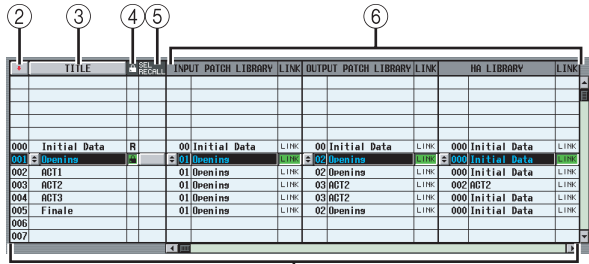 ② ③ ④ ⑤ ⑥
TITLE SEL RECALL INPUT PATCH LIBRARY LINK OUTPUT PATCH LIBRARY LINK HA LIBRARY LINK
000 Initial Data R 00 Initial Data LINK 00 Initial Data LINK 000 Initial Data LINK
001 Opening 01 Opening LINK 02 Opening LINK 000 Initial Data LINK
002 ACT1 01 Opening LINK 02 Opening LINK 000 Initial Data LINK
003 ACT2 01 Opening LINK 03 ACT2 LINK 002 ACT2 LINK
004 ACT3 01 Opening LINK 03 ACT2 LINK 000 Initial Data LINK
005 Finale 01 Opening LINK 02 Opening LINK 000 Initial Data LINK
006
007